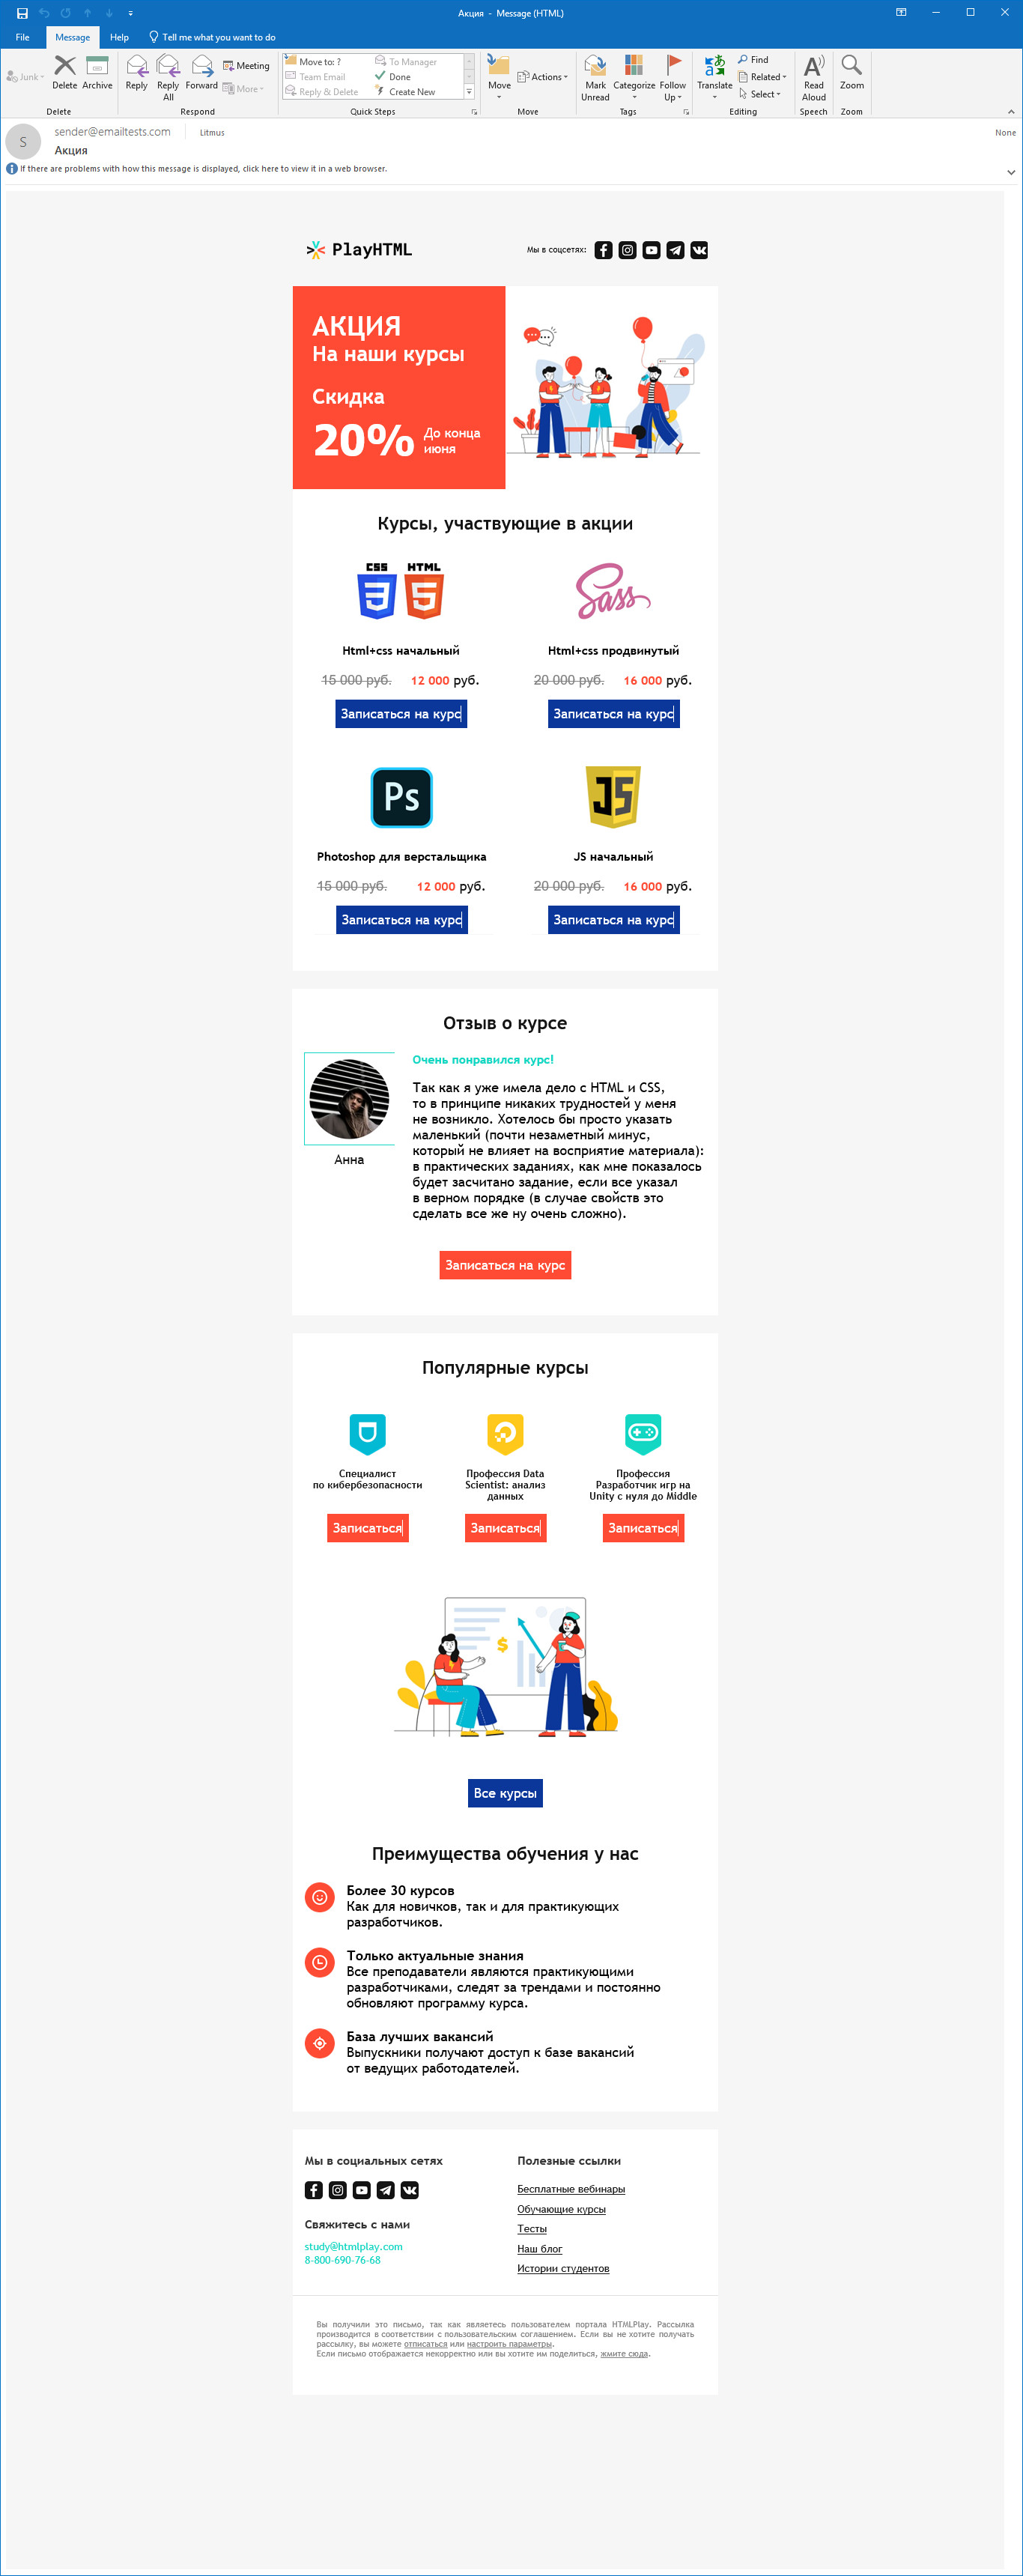 Акция - Message (HTML)
File Message Help Tell me what you want to do
Junk
Delete
Archive
Reply
Reply All
Forward
Meeting
More
Move to: ?
Team Email
Reply & Delete
To Manager
Done
Create New
Move
Actions
Mark Unread
Categorize
Follow Up
Translate
Find
Related
Select
Read Aloud
Zoom
Delete Respond Quick Steps Move Tags Editing Speech Zoom
S
sender@emailtests.com Litmus None
Акция
If there are problems with how this message is displayed, click here to view it in a web browser.
PlayHTML Мы в соцсетях:
АКЦИЯ
На наши курсы
Скидка
20% До конца
июня
Курсы, участвующие в акции
CSS HTML Sass
Html+css начальный Html+css продвинутый
15 000 руб. 12 000 руб. 20 000 руб. 16 000 руб.
Записаться на курс Записаться на курс
Ps JS
Photoshop для верстальщика JS начальный
15 000 руб. 12 000 руб. 20 000 руб. 16 000 руб.
Записаться на курс Записаться на курс
Отзыв о курсе
Анна
Очень понравился курс!
Так как я уже имела дело с HTML и CSS,
то в принципе никаких трудностей у меня
не возникло. Хотелось бы просто указать
маленький (почти незаметный минус,
который не влияет на восприятие материала):
в практических заданиях, как мне показалось
будет засчитано задание, если все указал
в верном порядке (в случае свойств это
сделать все же ну очень сложно).
Записаться на курс
Популярные курсы
Специалист
по кибербезопасности
Записаться
Профессия Data
Scientist: анализ
данных
Записаться
Профессия
Разработчик игр на
Unity с нуля до Middle
Записаться
$
Все курсы
Преимущества обучения у нас
Более 30 курсов
Как для новичков, так и для практикующих
разработчиков.
Только актуальные знания
Все преподаватели являются практикующими
разработчиками, следят за трендами и постоянно
обновляют программу курса.
База лучших вакансий
Выпускники получают доступ к базе вакансий
от ведущих работодателей.
Мы в социальных сетях
Свяжитесь с нами
study@htmlplay.com
8-800-690-76-68
Полезные ссылки
Бесплатные вебинары
Обучающие курсы
Тесты
Наш блог
Истории студентов
Вы получили это письмо, так как являетесь пользователем портала HTMLPlay. Рассылка
производится в соответствии с пользовательским соглашением. Если вы не хотите получать
рассылку, вы можете отписаться или настроить параметры.
Если письмо отображается некорректно или вы хотите им поделиться, жмите сюда.